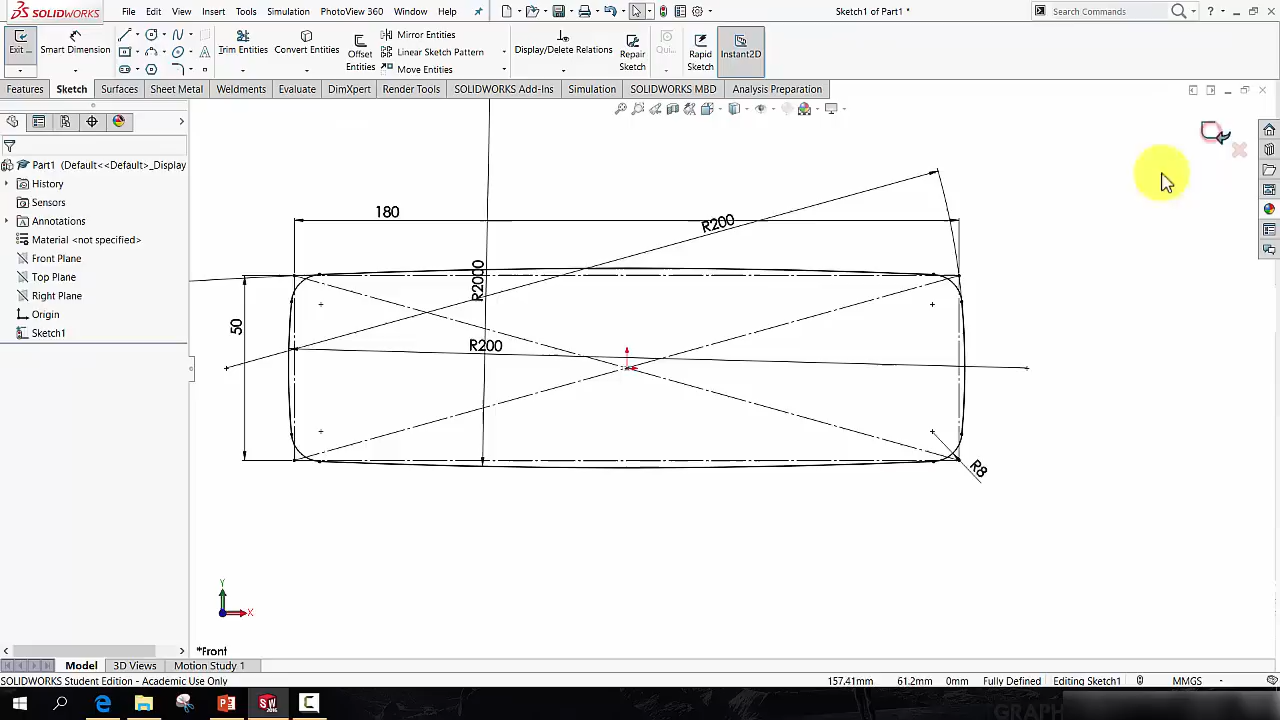 SOLIDWORKS File Edit View Insert Tools Simulation PhotoView 360 Window Help Sketch1 of Part1 * Search Commands ?
Exit ... Smart Dimension Trim Entities Convert Entities Offset Entities Mirror Entities Linear Sketch Pattern Move Entities Display/Delete Relations Repair Sketch Qui... Rapid Sketch Instant2D
Features Sketch Surfaces Sheet Metal Weldments Evaluate DimXpert Render Tools SOLIDWORKS Add-Ins Simulation SOLIDWORKS MBD Analysis Preparation
Part1 (Default<<Default>_Display
History
Sensors
Annotations
Material <not specified>
Front Plane
Top Plane
Right Plane
Origin
Sketch1
180
R200
R2000
50
R200
R8
Y
X
*Front
Model 3D Views Motion Study 1
SOLIDWORKS Student Edition - Academic Use Only 157.41mm 61.2mm 0mm Fully Defined Editing Sketch1 MMGS